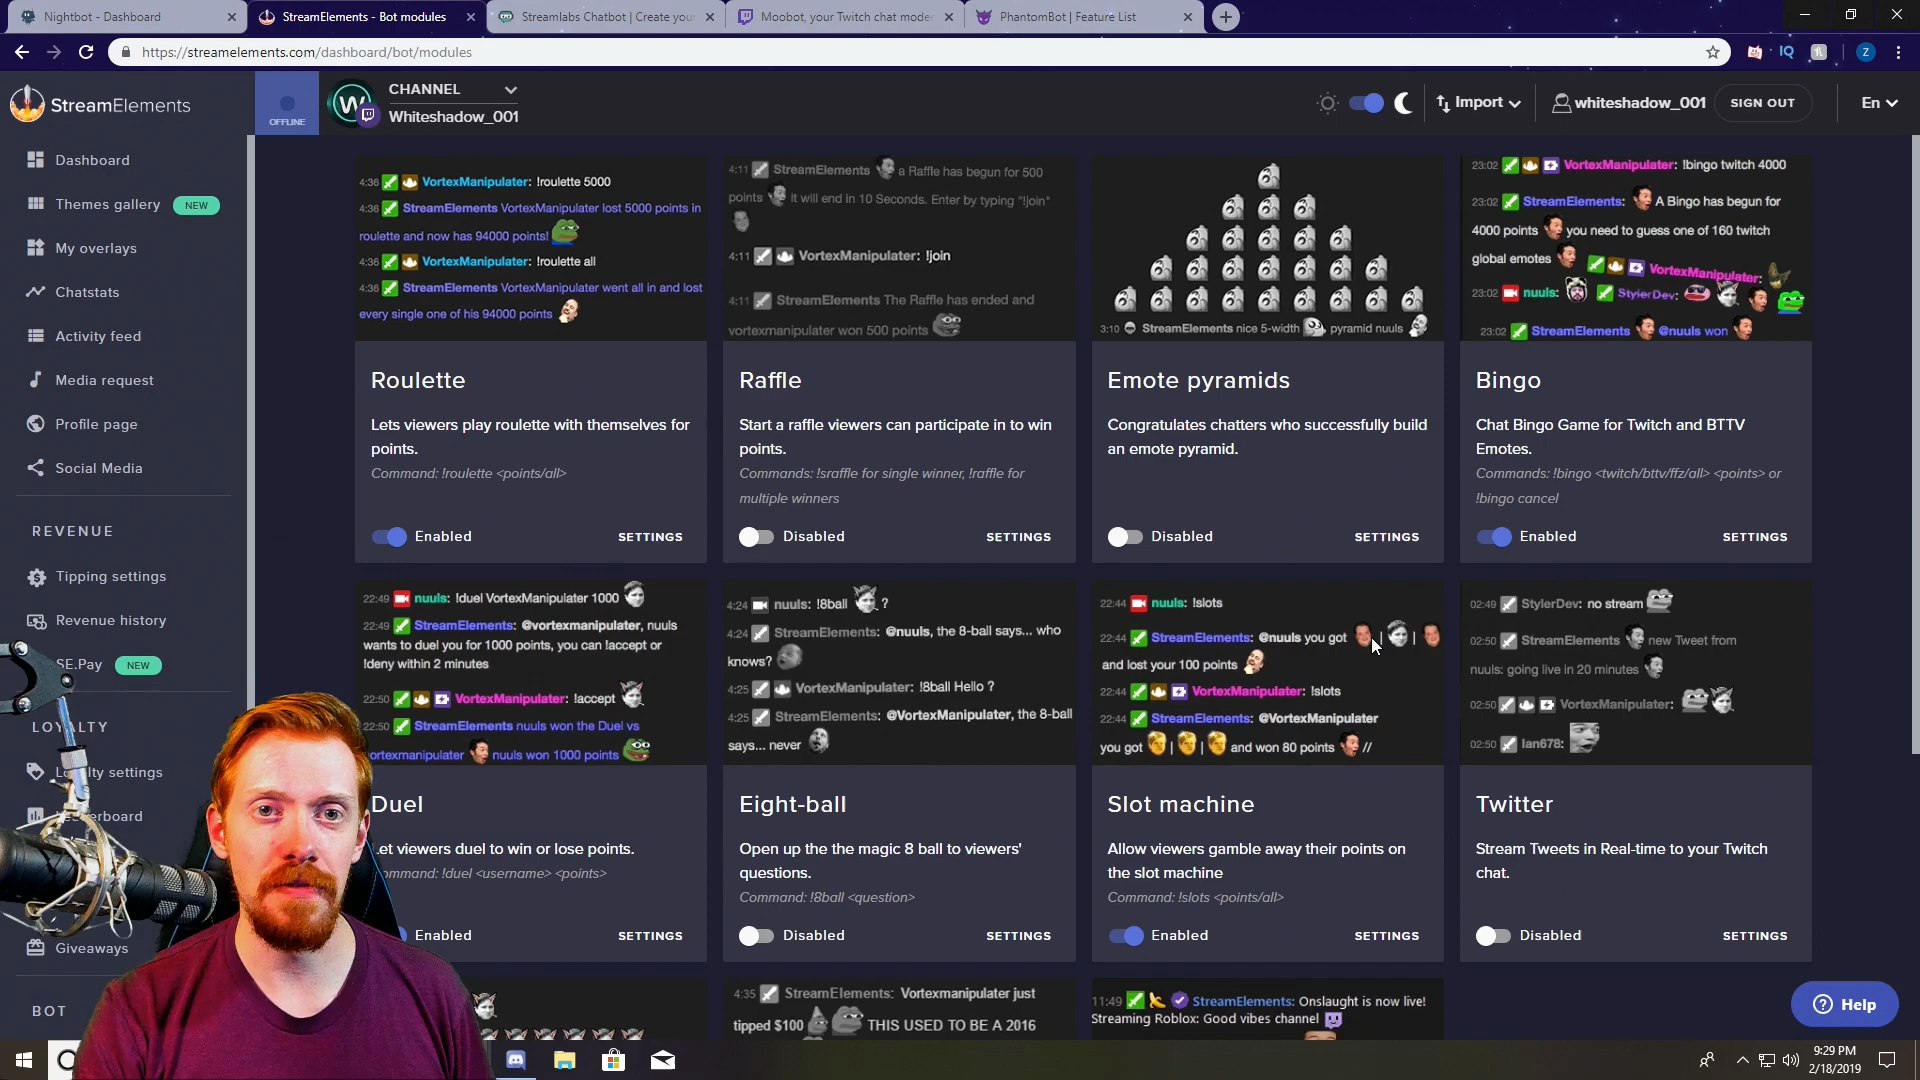 Nightbot - Dashboard
StreamElements - Bot modules
Streamlabs Chatbot | Create your
Moobot, your Twitch chat moder
PhantomBot | Feature List
https://streamelements.com/dashboard/bot/modules
IQ
Z
StreamElements
OFFLINE
W
CHANNEL
Whiteshadow_001
Import
whiteshadow_001
SIGN OUT
En
Dashboard
Themes gallery NEW
My overlays
Chatstats
Activity feed
Media request
Profile page
Social Media
REVENUE
Tipping settings
Revenue history
SE.Pay NEW
LOYALTY
settings
Giveaways
BOT
4:36 VortexManipulater: !roulette 5000
4:36 StreamElements VortexManipulater lost 5000 points in
roulette and now has 94000 points!
4:36 VortexManipulater: !roulette all
4:36 StreamElements VortexManipulater went all in and lost
every single one of his 94000 points
Roulette
Lets viewers play roulette with themselves for
points.
Command: !roulette <points/all>
Enabled SETTINGS
4:11 StreamElements a Raffle has begun for 500
points it will end in 10 Seconds. Enter by typing "!join"
4:11 VortexManipulater: !join
4:11 StreamElements The Raffle has ended and
vortexmanipulater won 500 points
Raffle
Start a raffle viewers can participate in to win
points.
Commands: !sraffle for single winner, !raffle for
multiple winners
Disabled SETTINGS
3:10 StreamElements nice 5-width pyramid nuuls
Emote pyramids
Congratulates chatters who successfully build
an emote pyramid.
Disabled SETTINGS
23:02 VortexManipulater: !bingo twitch 4000
23:02 StreamElements: A Bingo has begun for
4000 points you need to guess one of 160 twitch
global emotes VortexManipulater:
23:02 nuuls: StylerDev:
23:02 StreamElements @nuuls won
Bingo
Chat Bingo Game for Twitch and BTTV
Emotes.
Commands: !bingo <twitch/bttv/ffz/all> <points> or
!bingo cancel
Enabled SETTINGS
22:49 nuuls: !duel VortexManipulater 1000
22:49 StreamElements: @vortexmanipulater, nuuls
wants to duel you for 1000 points, you can !accept or
!deny within 2 minutes
22:50 VortexManipulater: !accept
22:50 StreamElements nuuls won the Duel vs
ortexmanipulater nuuls won 1000 points
Duel
et viewers duel to win or lose points.
ommand: !duel <username> <points>
Enabled SETTINGS
4:24 nuuls: !8ball ?
4:24 StreamElements: @nuuls, the 8-ball says... who
knows?
4:25 VortexManipulater: !8ball Hello ?
4:25 StreamElements: @VortexManipulater, the 8-ball
says... never
Eight-ball
Open up the the magic 8 ball to viewers'
questions.
Command: !8ball <question>
Disabled SETTINGS
22:44 nuuls: !slots
22:44 StreamElements: @nuuls you got | |
and lost your 100 points
22:44 VortexManipulater: !slots
22:44 StreamElements: @VortexManipulater
you got | | and won 80 points //
Slot machine
Allow viewers gamble away their points on
the slot machine
Command: !slots <points/all>
Enabled SETTINGS
02:49 StylerDev: no stream
02:50 StreamElements new Tweet from
nuuls: going live in 20 minutes
02:50 VortexManipulater:
02:50 Ian678:
Twitter
Stream Tweets in Real-time to your Twitch
chat.
Disabled SETTINGS
4:35 StreamElements: Vortexmanipulater just
tipped $100 THIS USED TO BE A 2016
11:49 StreamElements: Onslaught is now live!
Streaming Roblox: Good vibes channel
Help
9:29 PM
2/18/2019